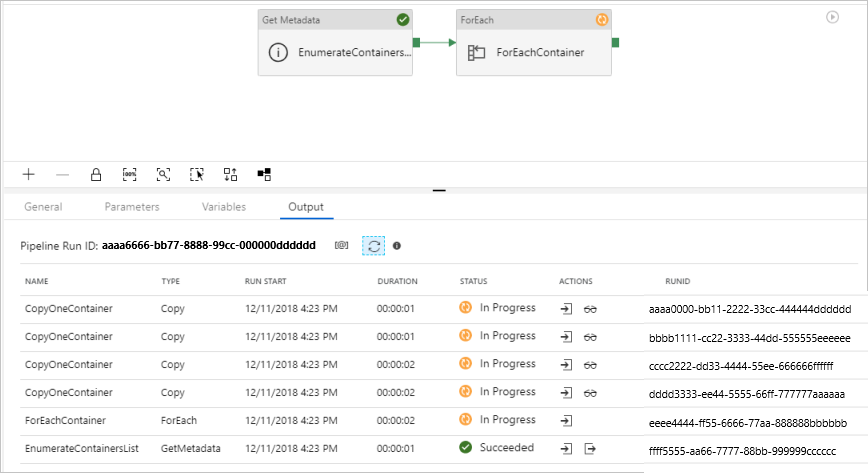 Get Metadata
ForEach
EnumerateContainers...
ForEachContainer
100%
General Parameters Variables Output
Pipeline Run ID: aaaa6666-bb77-8888-99cc-000000dddddd [@]
NAME TYPE RUN START DURATION STATUS ACTIONS RUNID
CopyOneContainer Copy 12/11/2018 4:23 PM 00:00:01 In Progress aaaa0000-bb11-2222-33cc-444444dddddd
CopyOneContainer Copy 12/11/2018 4:23 PM 00:00:01 In Progress bbbb1111-cc22-3333-44dd-555555eeeeee
CopyOneContainer Copy 12/11/2018 4:23 PM 00:00:02 In Progress cccc2222-dd33-4444-55ee-666666ffffff
CopyOneContainer Copy 12/11/2018 4:23 PM 00:00:02 In Progress dddd3333-ee44-5555-66ff-777777aaaaaa
ForEachContainer ForEach 12/11/2018 4:23 PM 00:00:02 In Progress eeee4444-ff55-6666-77aa-888888bbbbbb
EnumerateContainersList GetMetadata 12/11/2018 4:23 PM 00:00:01 Succeeded ffff5555-aa66-7777-88bb-999999cccccc